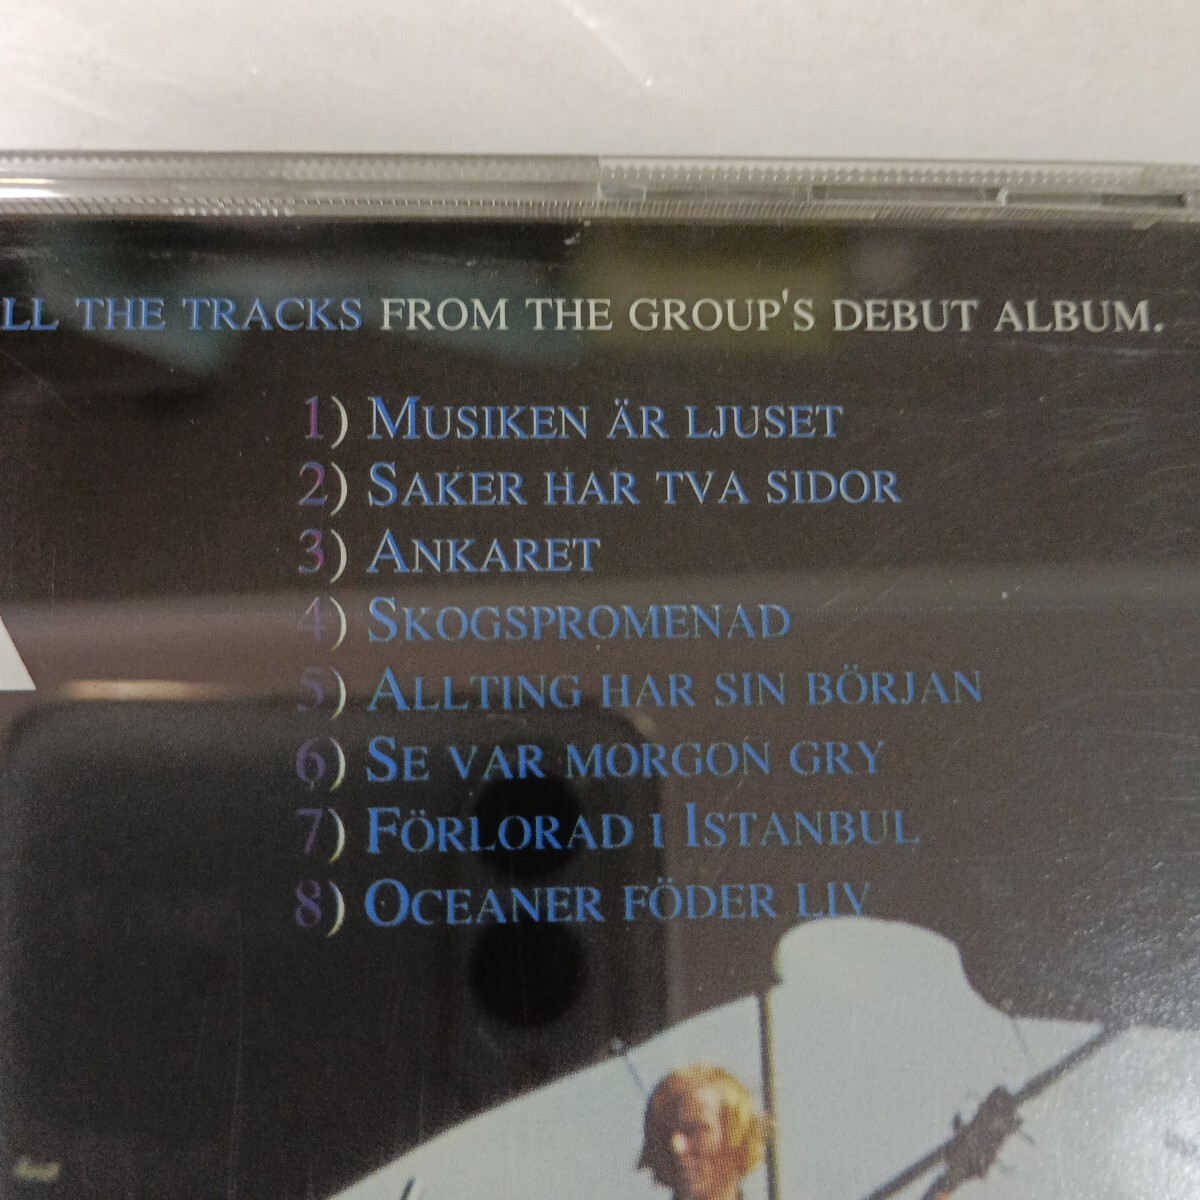 ALL THE TRACKS FROM THE GROUP'S DEBUT ALBUM.
1) MUSIKEN ÄR LJUSET
2) SAKER HAR TVA SIDOR
3) ANKARET
4) SKOGSPROMENAD
5) ALLTING HAR SIN BÖRJAN
6) SE VAR MORGON GRY
7) FÖRLORAD I ISTANBUL
8) OCEANER FÖDER LIV